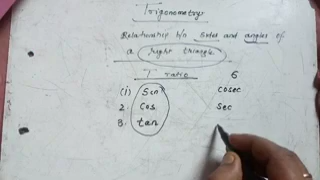 Trigonometry
Relationship b/n sides and angles of
a right triangle.
T ratio 6
(1) Sin cosec
2. Cos sec
3. tan